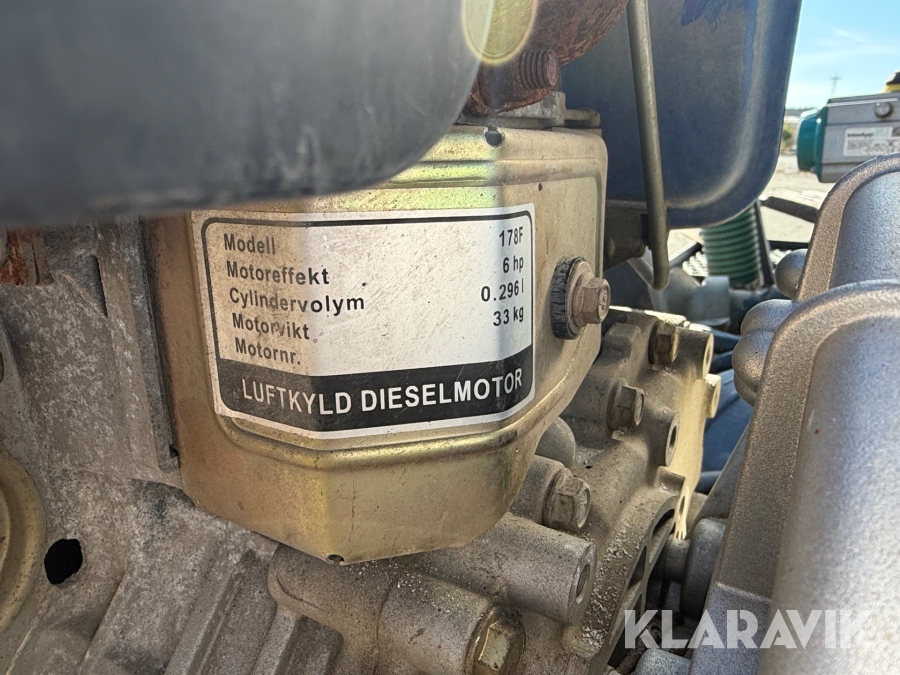 Modell 178F
Motoreffekt 6 hp
Cylindervolym 0.296 l
Motorvikt 33 kg
Motornr.
LUFTKYLD DIESELMOTOR
KLARAVIK